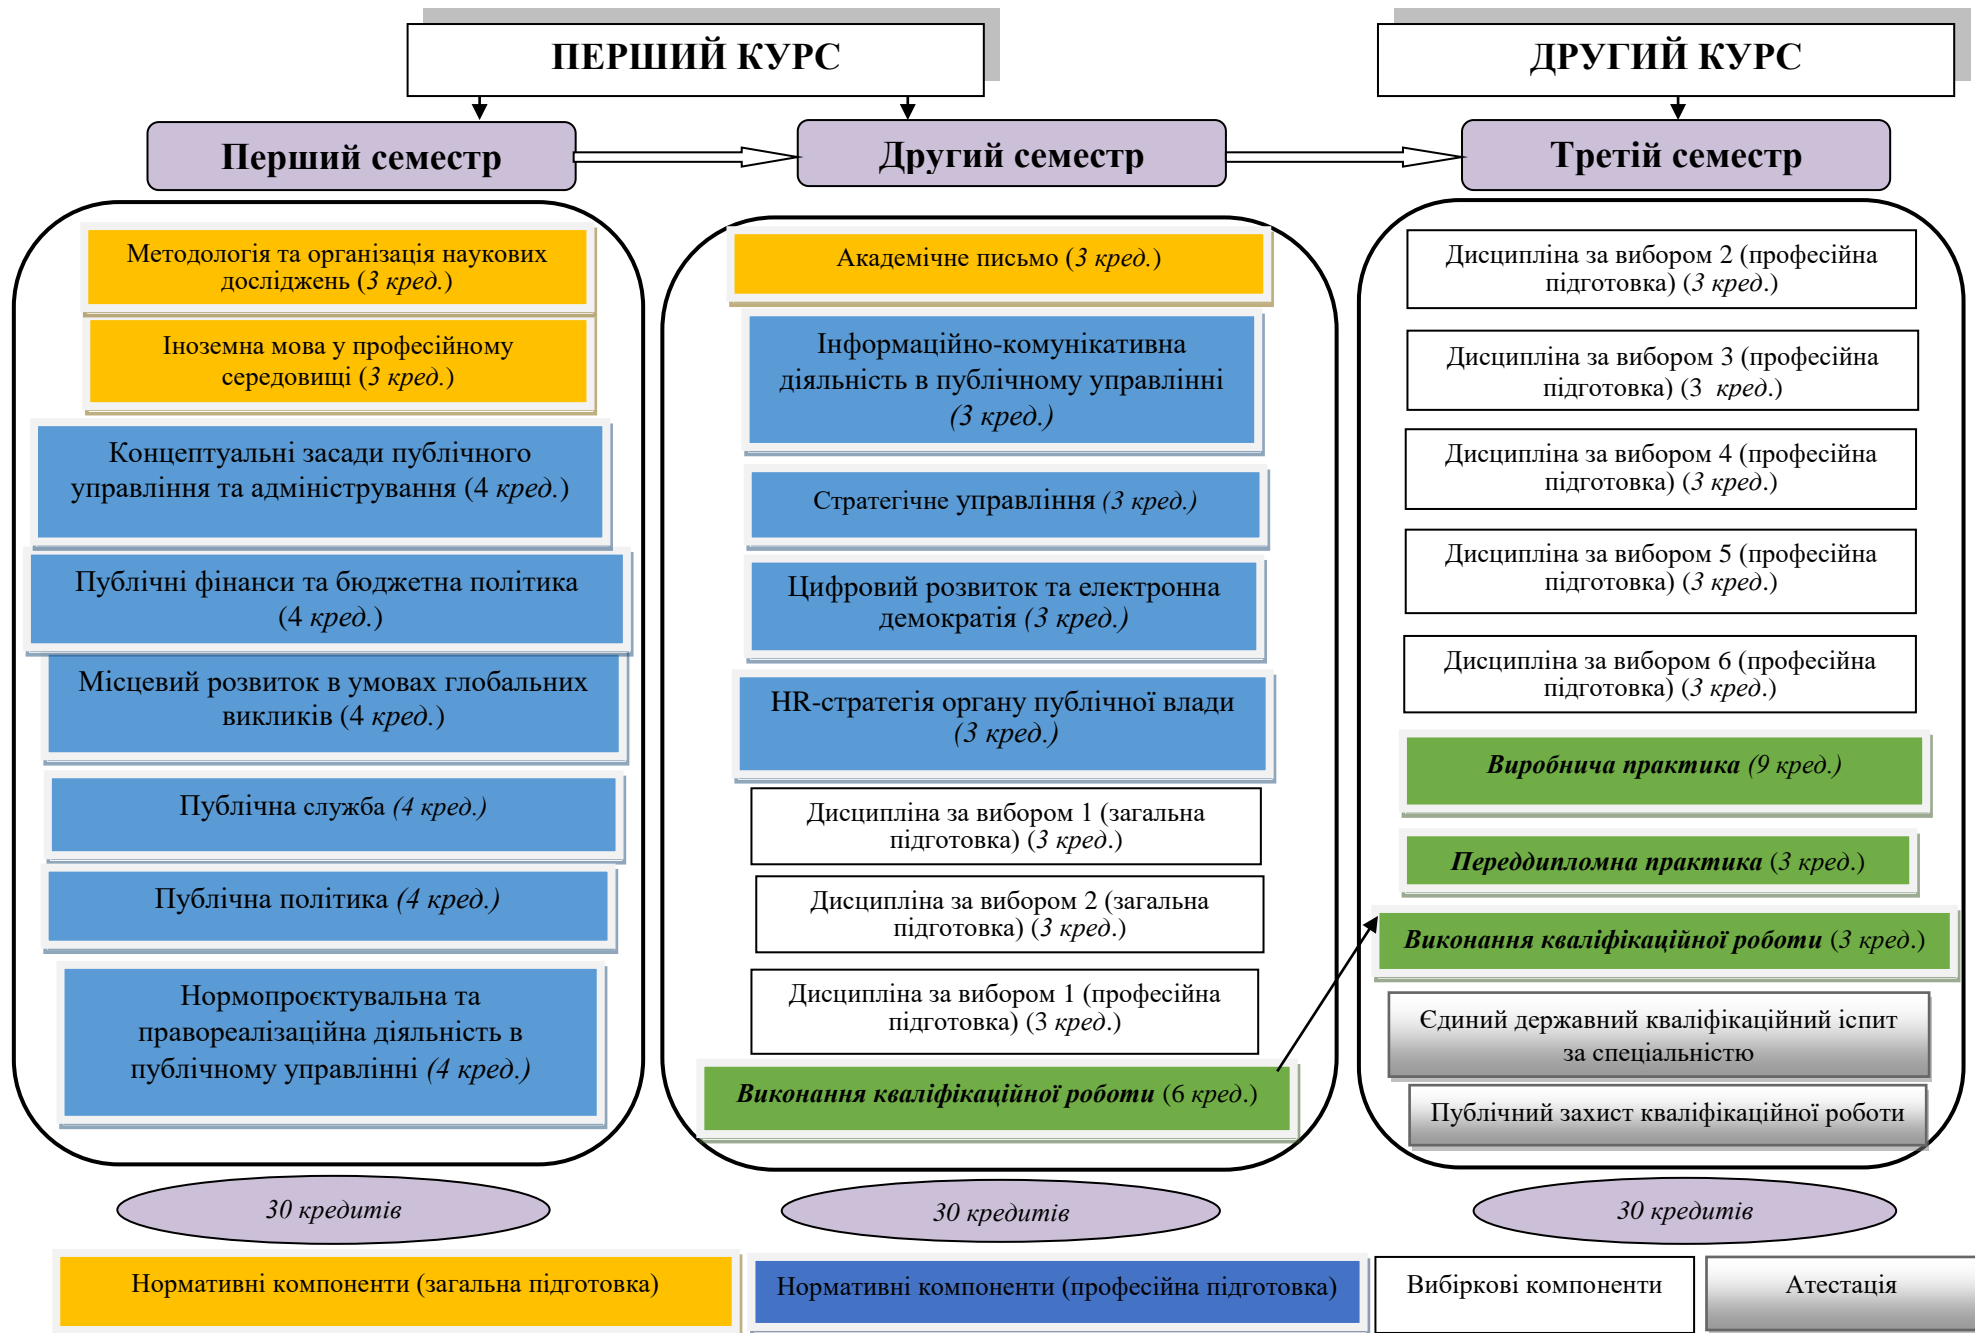 ПЕРШИЙ КУРС
ДРУГИЙ КУРС
Перший семестр
Другий семестр
Третій семестр
Методологія та організація наукових
досліджень (3 кред.)
Іноземна мова у професійному
середовищі (3 кред.)
Концептуальні засади публічного
управління та адміністрування (4 кред.)
Публічні фінанси та бюджетна політика
(4 кред.)
Місцевий розвиток в умовах глобальних
викликів (4 кред.)
Публічна служба (4 кред.)
Публічна політика (4 кред.)
Нормопроєктувальна та
правореалізаційна діяльність в
публічному управлінні (4 кред.)
Академічне письмо (3 кред.)
Інформаційно-комунікативна
діяльність в публічному управлінні
(3 кред.)
Стратегічне управління (3 кред.)
Цифровий розвиток та електронна
демократія (3 кред.)
HR-стратегія органу публічної влади
(3 кред.)
Дисципліна за вибором 1 (загальна
підготовка) (3 кред.)
Дисципліна за вибором 2 (загальна
підготовка) (3 кред.)
Дисципліна за вибором 1 (професійна
підготовка) (3 кред.)
Виконання кваліфікаційної роботи (6 кред.)
Дисципліна за вибором 2 (професійна
підготовка) (3 кред.)
Дисципліна за вибором 3 (професійна
підготовка) (3 кред.)
Дисципліна за вибором 4 (професійна
підготовка) (3 кред.)
Дисципліна за вибором 5 (професійна
підготовка) (3 кред.)
Дисципліна за вибором 6 (професійна
підготовка) (3 кред.)
Виробнича практика (9 кред.)
Переддипломна практика (3 кред.)
Виконання кваліфікаційної роботи (3 кред.)
Єдиний державний кваліфікаційний іспит
за спеціальністю
Публічний захист кваліфікаційної роботи
30 кредитів
30 кредитів
30 кредитів
Нормативні компоненти (загальна підготовка)
Нормативні компоненти (професійна підготовка)
Вибіркові компоненти
Атестація